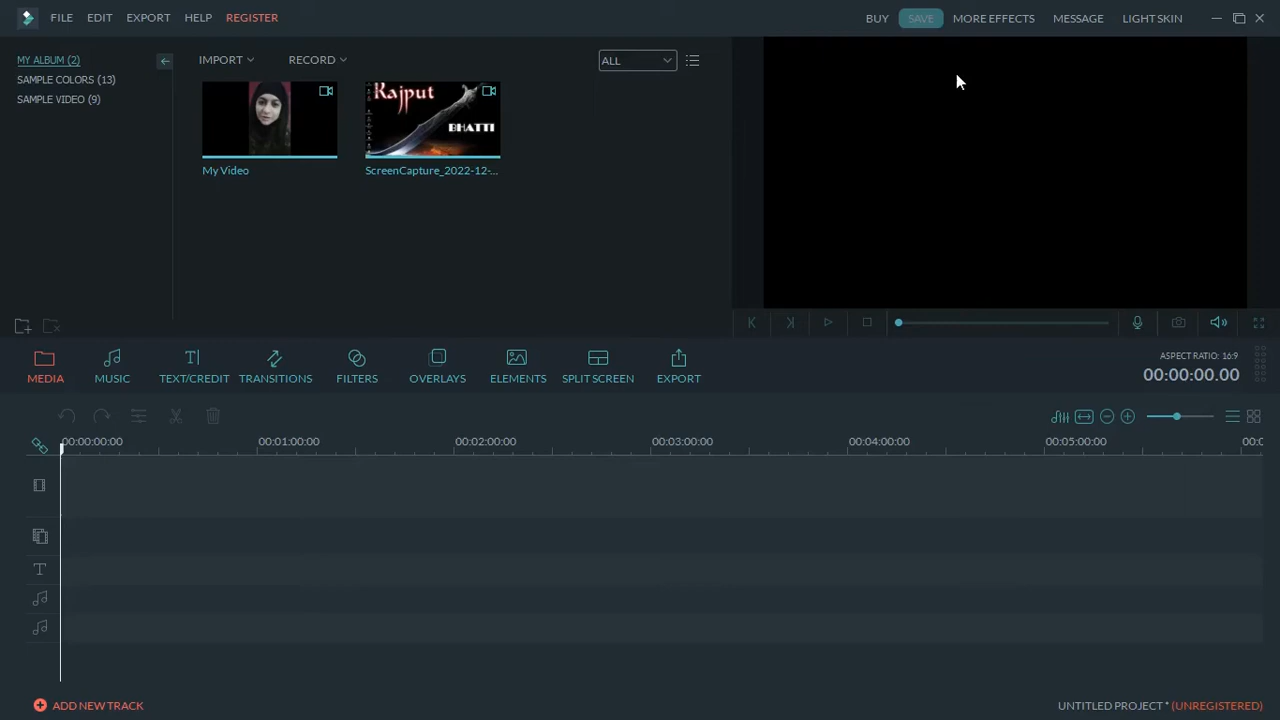 FILE EDIT EXPORT HELP REGISTER BUY SAVE MORE EFFECTS MESSAGE LIGHT SKIN
MY ALBUM (2)
SAMPLE COLORS (13)
SAMPLE VIDEO (9)
IMPORT RECORD ALL
Rajput
BHATTI
My Video ScreenCapture_2022-12-...
MEDIA MUSIC TEXT/CREDIT TRANSITIONS FILTERS OVERLAYS ELEMENTS SPLIT SCREEN EXPORT
ASPECT RATIO: 16:9
00:00:00.00
00:00:00:00 00:01:00:00 00:02:00:00 00:03:00:00 00:04:00:00 00:05:00:00 00:0
T
ADD NEW TRACK
UNTITLED PROJECT * (UNREGISTERED)